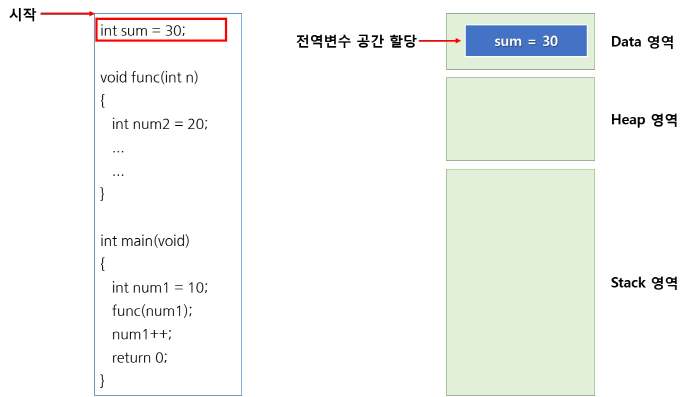 시작
int sum = 30;
void func(int n)
{
int num2 = 20;
...
...
}
int main(void)
{
int num1 = 10;
func(num1);
num1++;
return 0;
}
전역변수 공간 할당
sum = 30
Data 영역
Heap 영역
Stack 영역